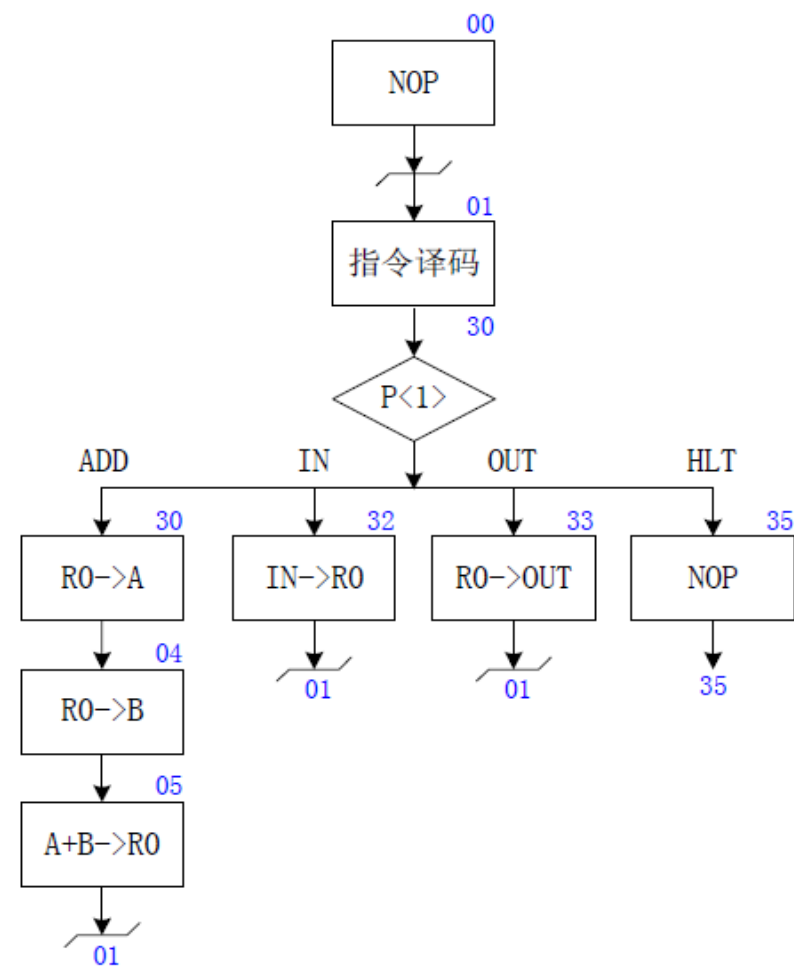 00
NOP
01
指令译码
30
P<1>
ADD IN OUT HLT
30 32 33 35
R0->A IN->R0 R0->OUT NOP
04 01 01 35
R0->B
05
A+B->R0
01